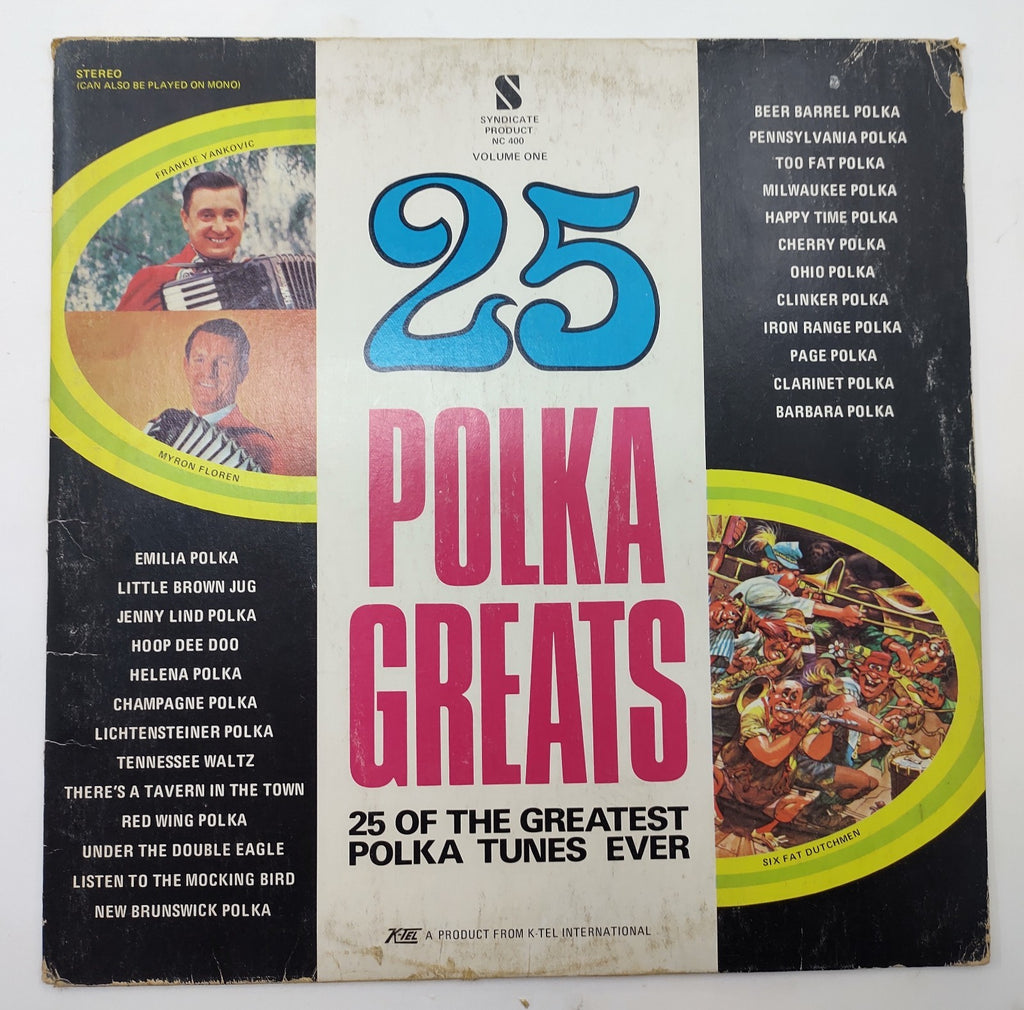 STEREO
(CAN ALSO BE PLAYED ON MONO)
FRANKIE YANKOVIC
MYRON FLOREN
EMILIA POLKA
LITTLE BROWN JUG
JENNY LIND POLKA
HOOP DEE DOO
HELENA POLKA
CHAMPAGNE POLKA
LICHTENSTEINER POLKA
TENNESSEE WALTZ
THERE'S A TAVERN IN THE TOWN
RED WING POLKA
UNDER THE DOUBLE EAGLE
LISTEN TO THE MOCKING BIRD
NEW BRUNSWICK POLKA
S
SYNDICATE
PRODUCT
NC 400
VOLUME ONE
25
POLKA
GREATS
25 OF THE GREATEST
POLKA TUNES EVER
K-TEL A PRODUCT FROM K-TEL INTERNATIONAL
BEER BARREL POLKA
PENNSYLVANIA POLKA
TOO FAT POLKA
MILWAUKEE POLKA
HAPPY TIME POLKA
CHERRY POLKA
OHIO POLKA
CLINKER POLKA
IRON RANGE POLKA
PAGE POLKA
CLARINET POLKA
BARBARA POLKA
SIX FAT DUTCHMEN